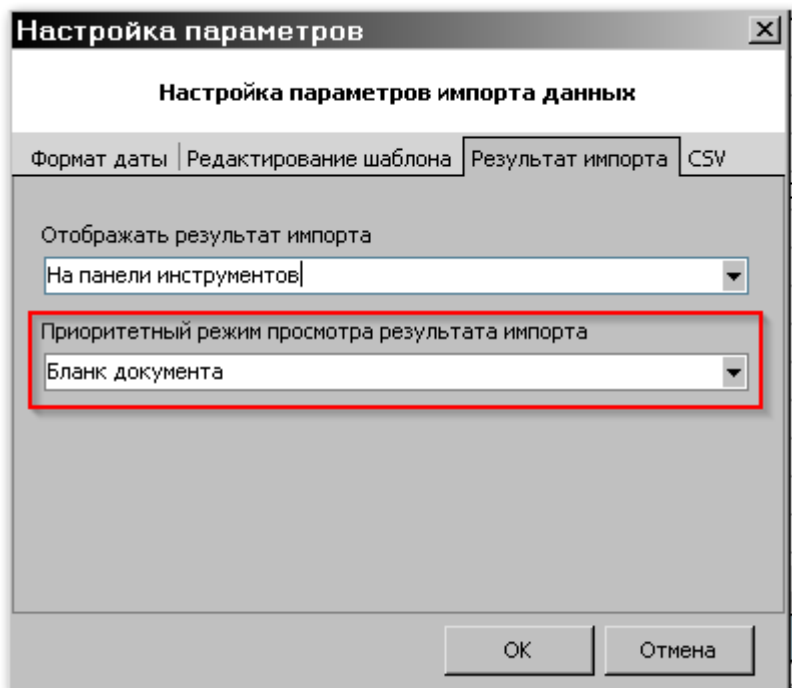 Настройка параметров
Настройка параметров импорта данных
Формат даты Редактирование шаблона Результат импорта CSV
Отображать результат импорта
На панели инструментов
Приоритетный режим просмотра результата импорта
Бланк документа
ОК Отмена